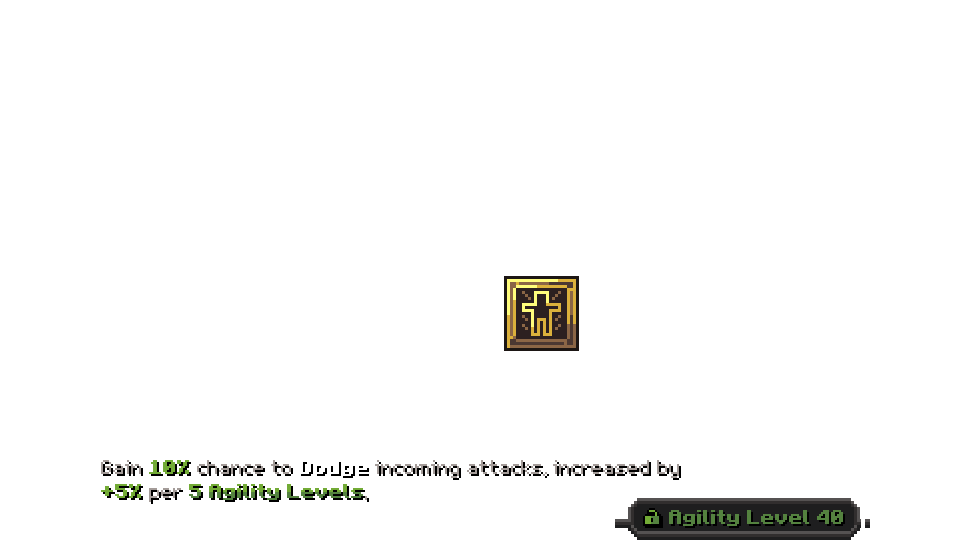 Gain 10% chance to Dodge incoming attacks, increased by
+5% per 5 Agility Levels.
Agility Level 40